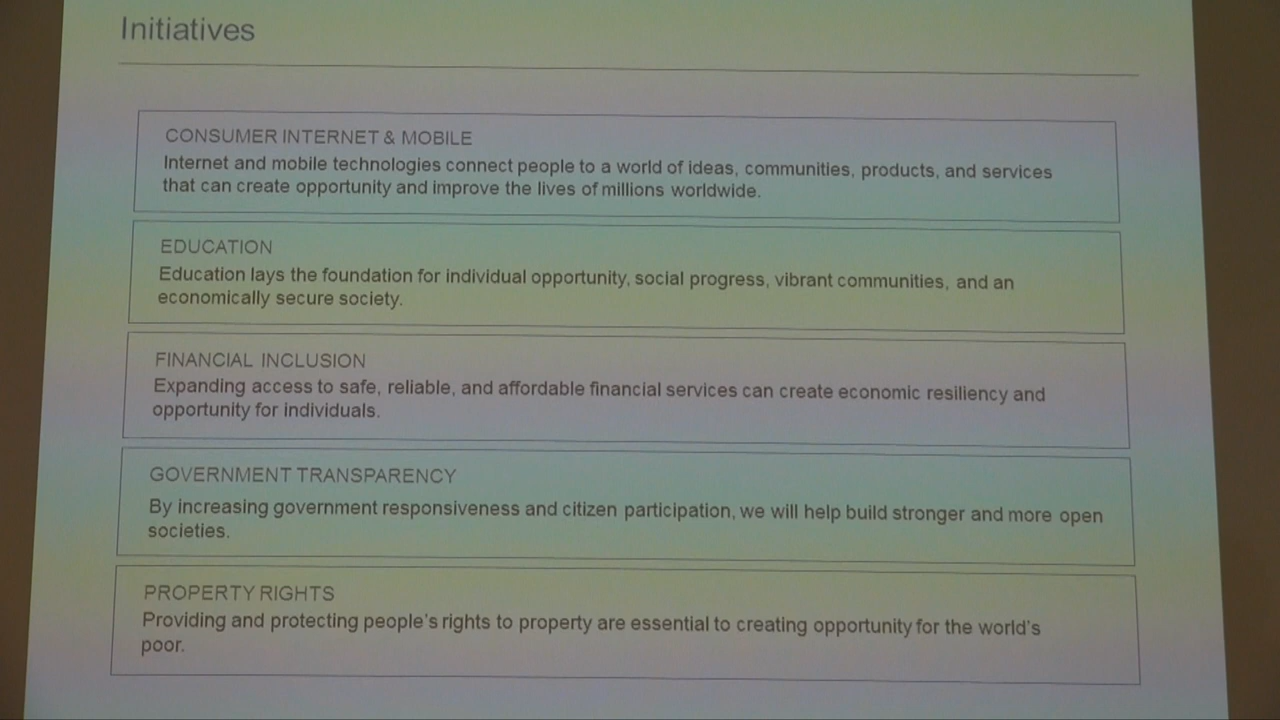 Initiatives
CONSUMER INTERNET & MOBILE
Internet and mobile technologies connect people to a world of ideas, communities, products, and services
that can create opportunity and improve the lives of millions worldwide.
EDUCATION
Education lays the foundation for individual opportunity, social progress, vibrant communities, and an
economically secure society.
FINANCIAL INCLUSION
Expanding access to safe, reliable, and affordable financial services can create economic resiliency and
opportunity for individuals.
GOVERNMENT TRANSPARENCY
By increasing government responsiveness and citizen participation, we will help build stronger and more open
societies.
PROPERTY RIGHTS
Providing and protecting people's rights to property are essential to creating opportunity for the world's
poor.